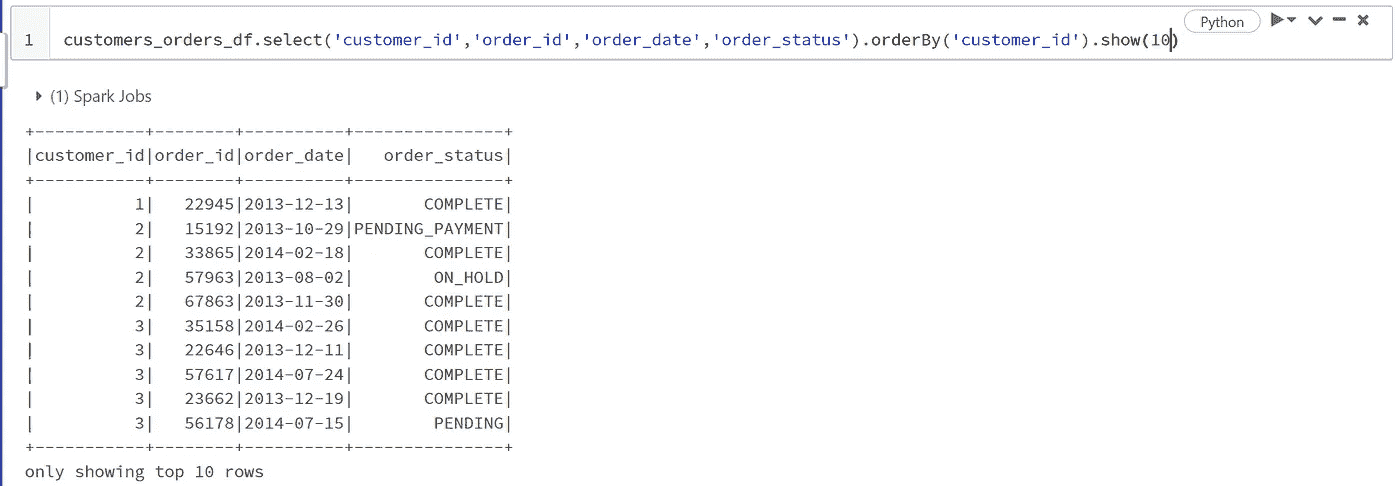 Python
1 customers_orders_df.select('customer_id','order_id','order_date','order_status').orderBy('customer_id').show(10)
(1) Spark Jobs
+-----------+--------+----------+---------------+
|customer_id|order_id|order_date|   order_status|
+-----------+--------+----------+---------------+
|          1|   22945|2013-12-13|       COMPLETE|
|          2|   15192|2013-10-29|PENDING_PAYMENT|
|          2|   33865|2014-02-18|       COMPLETE|
|          2|   57963|2013-08-02|        ON_HOLD|
|          2|   67863|2013-11-30|       COMPLETE|
|          3|   35158|2014-02-26|       COMPLETE|
|          3|   22646|2013-12-11|       COMPLETE|
|          3|   57617|2014-07-24|       COMPLETE|
|          3|   23662|2013-12-19|       COMPLETE|
|          3|   56178|2014-07-15|        PENDING|
+-----------+--------+----------+---------------+
only showing top 10 rows